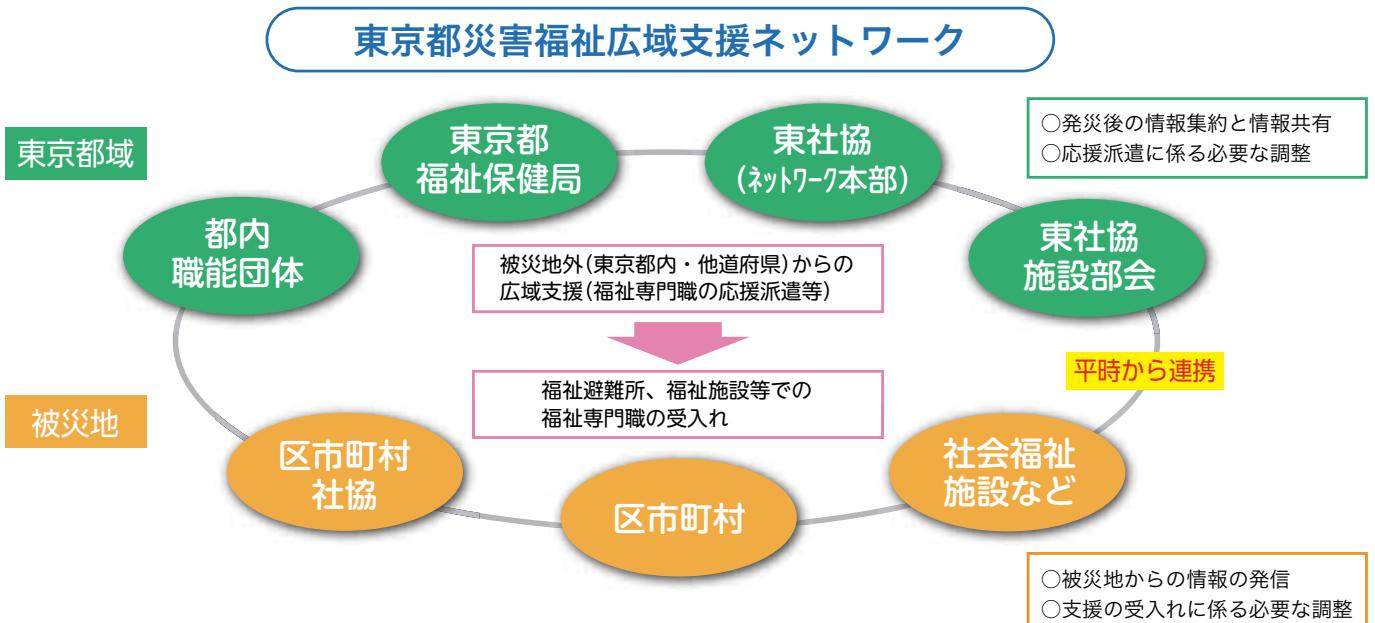 東京都災害福祉広域支援ネットワーク
東京都域
東京都
福祉保健局
東社協
(ネットワーク本部)
○発災後の情報集約と情報共有
○応援派遣に係る必要な調整
都内
職能団体
東社協
施設部会
被災地外(東京都内・他道府県)からの
広域支援(福祉専門職の応援派遣等)
平時から連携
福祉避難所、福祉施設等での
福祉専門職の受入れ
被災地
区市町村
社協
区市町村
社会福祉
施設など
○被災地からの情報の発信
○支援の受入れに係る必要な調整